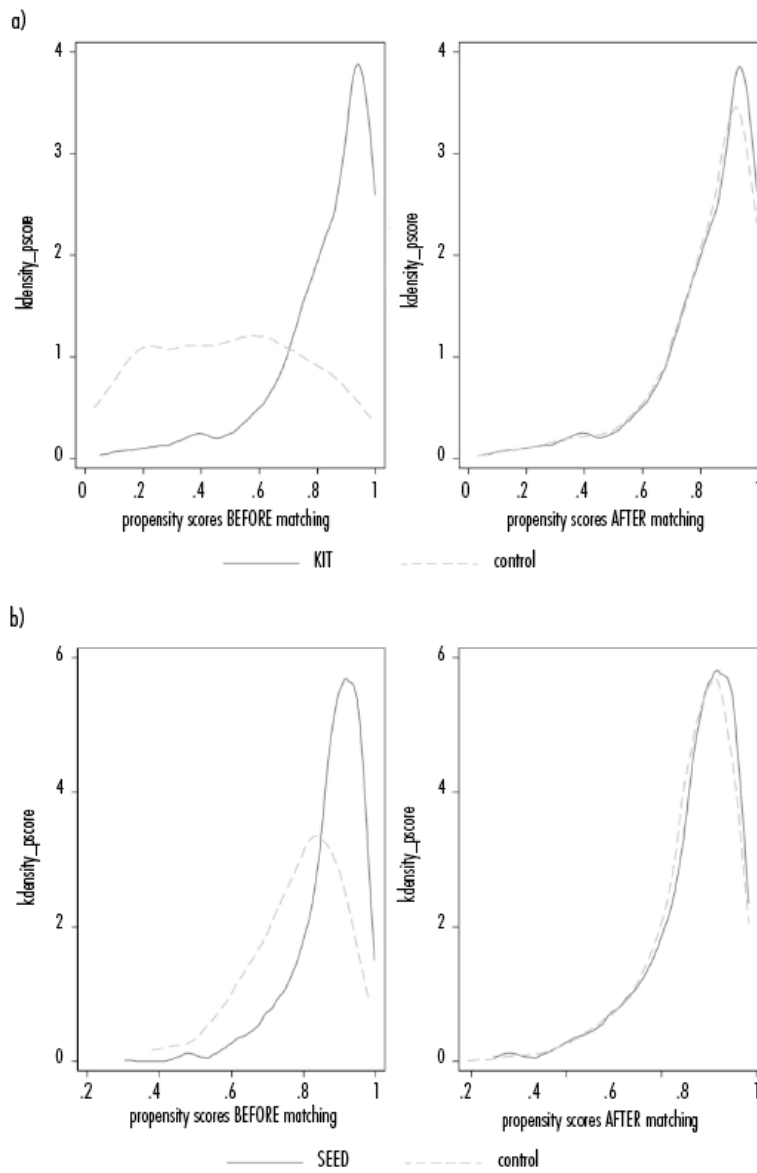 a)
4
3
2
1
0
kdensity_pscore
0 .2 .4 .6 .8 1
propensity scores BEFORE matching
4
3
2
1
0
kdensity_pscore
0 .2 .4 .6 .8 1
propensity scores AFTER matching
KIT control
b)
6
4
2
0
kdensity_pscore
.2 .4 .6 .8 1
propensity scores BEFORE matching
6
4
2
0
kdensity_pscore
.2 .4 .6 .8 1
propensity scores AFTER matching
SEED control